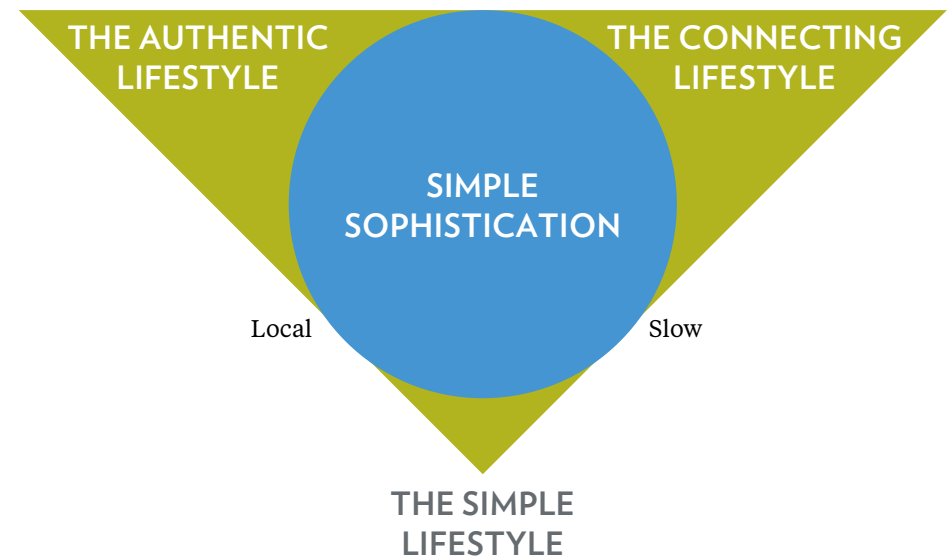 THE AUTHENTIC
LIFESTYLE
THE CONNECTING
LIFESTYLE
SIMPLE
SOPHISTICATION
Local
Slow
THE SIMPLE
LIFESTYLE